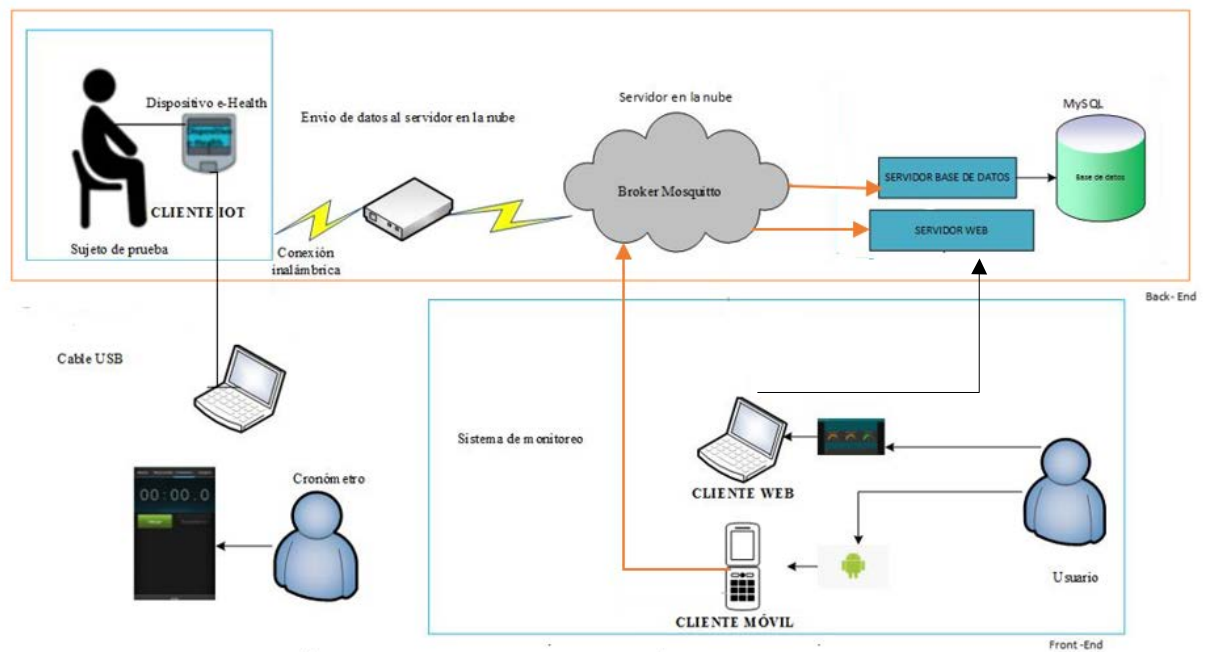 Dispositivo e-Health
Dispositivo
e-Health
CLIENTE IOT
Sujeto de prueba
Envio de datos al servidor en la nube
Conexión
inalámbrica
Servidor en la nube
Broker Mosquitto
SERVIDOR BASE DE DATOS
SERVIDOR WEB
MySQL
Base de datos
Back- End
Cable USB
Cronómetro
00:00.0
Sistema de monitoreo
CLIENTE WEB
CLIENTE MÓVIL
Usuario
Front -End